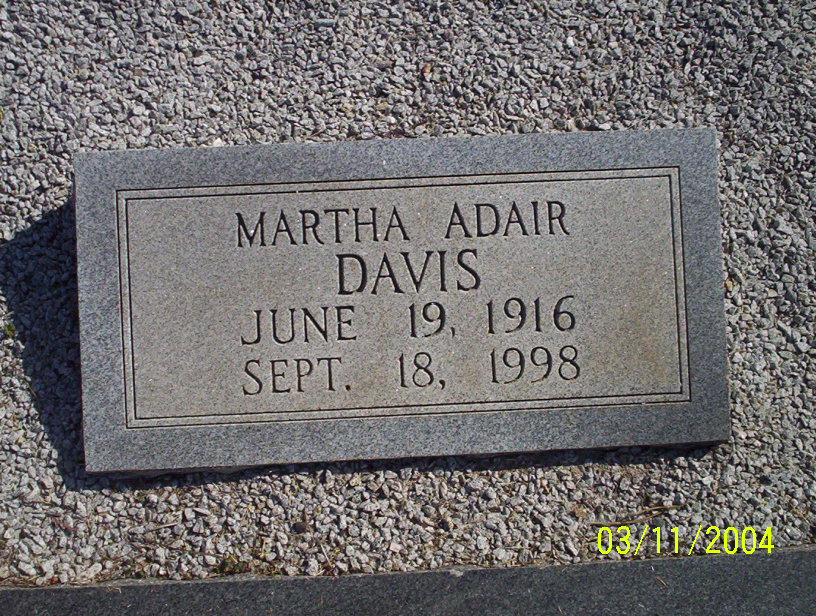 MARTHA ADAIR
DAVIS
JUNE 19, 1916
SEPT. 18, 1998
03/11/2004